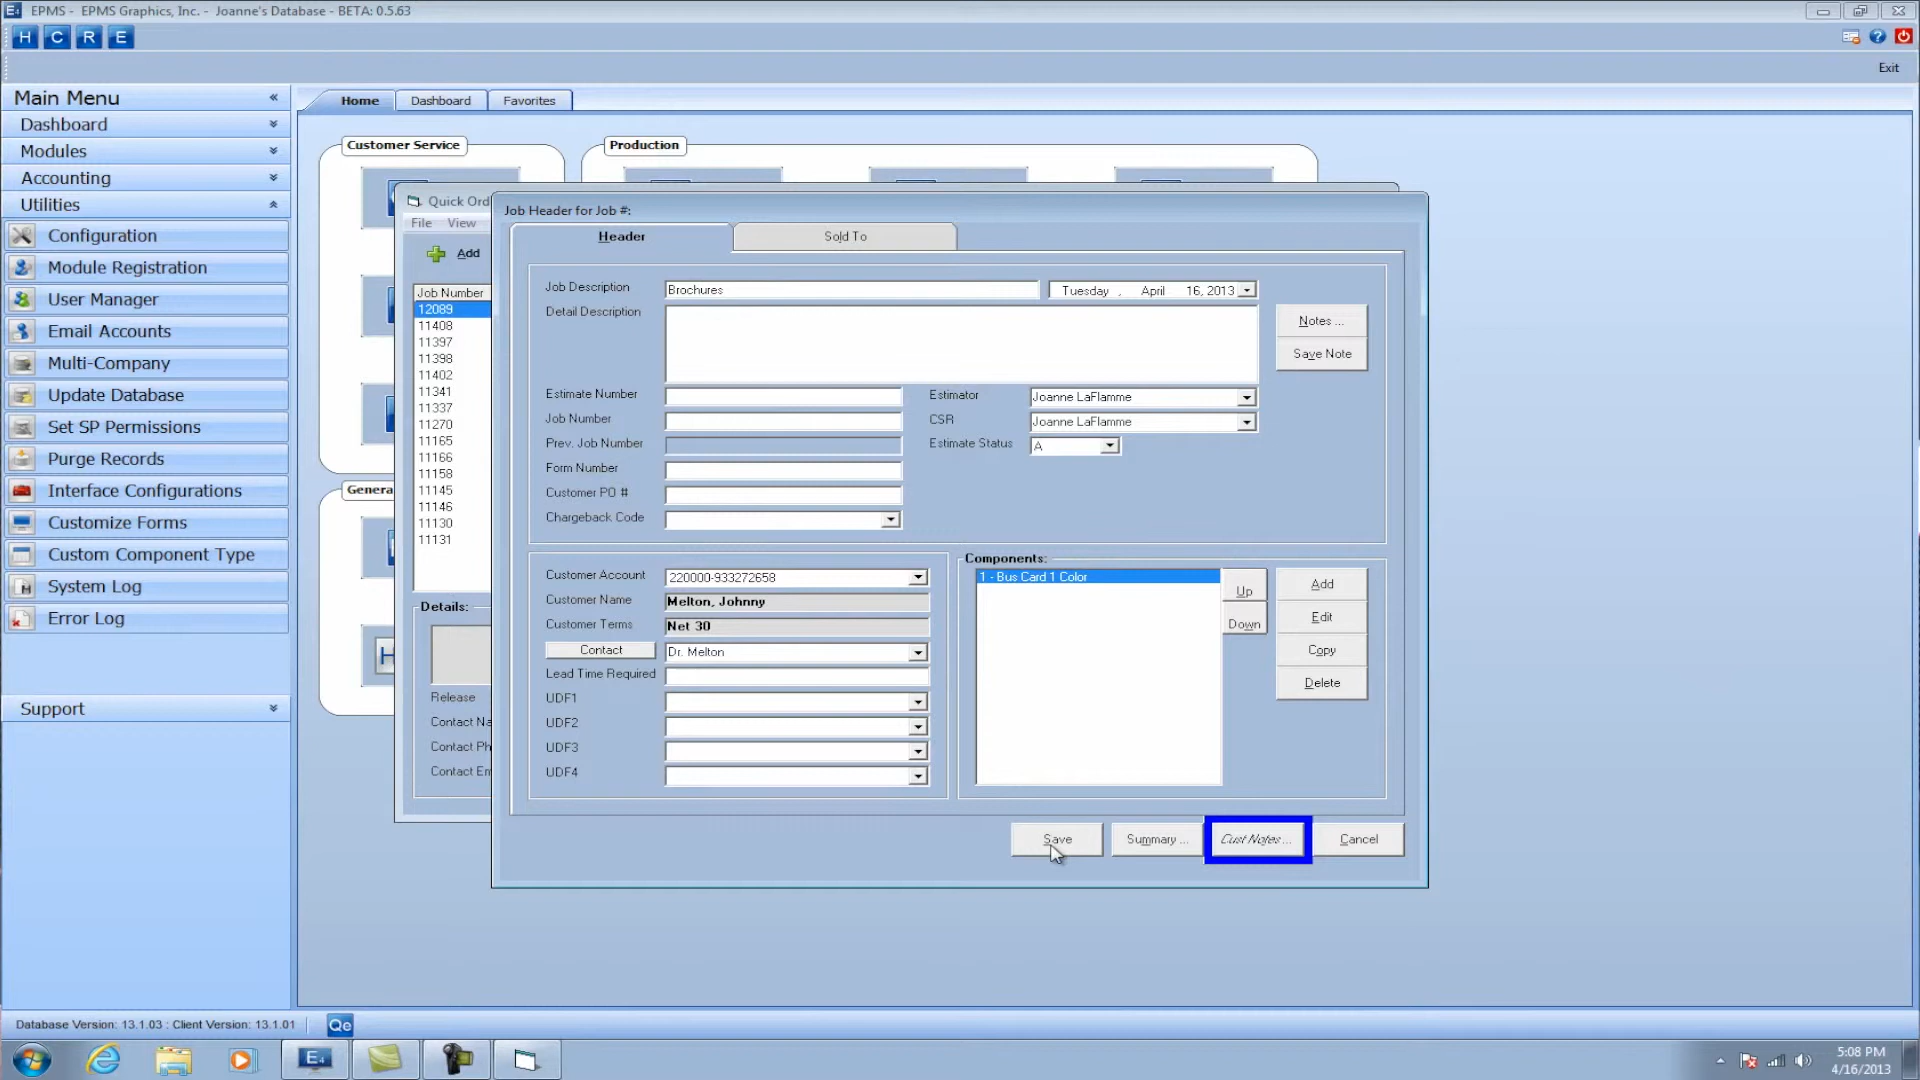 EPMS - EPMS Graphics, Inc. - Joanne's Database - BETA: 0.5.63
H C R E
Exit
Main Menu
Dashboard
Modules
Accounting
Utilities
Configuration
Module Registration
User Manager
Email Accounts
Multi-Company
Update Database
Set SP Permissions
Purge Records
Interface Configurations
Customize Forms
Custom Component Type
System Log
Error Log
Support
Home Dashboard Favorites
Customer Service Production
Genera
Quick Ord
File View
Add
Job Number
12089
11408
11397
11398
11402
11341
11337
11270
11165
11166
11158
11145
11146
11130
11131
Details:
Release
Contact Na
Contact Ph
Contact Em
Job Header for Job #:
Header Sold To
Job Description Brochures Tuesday , April 16, 2013
Detail Description
Notes ...
Save Note
Estimate Number Estimator Joanne LaFlamme
Job Number CSR Joanne LaFlamme
Prev. Job Number Estimate Status A
Form Number
Customer PO #
Chargeback Code
Customer Account 220000-933272658
Customer Name Melton, Johnny
Customer Terms Net 30
Contact Dr. Melton
Lead Time Required
UDF1
UDF2
UDF3
UDF4
Components:
1 - Bus Card 1 Color
Up
Down
Add
Edit
Copy
Delete
Save Summary ... Cust Notes ... Cancel
Database Version: 13.1.03 : Client Version: 13.1.01 Qe
E4
5:08 PM
4/16/2013